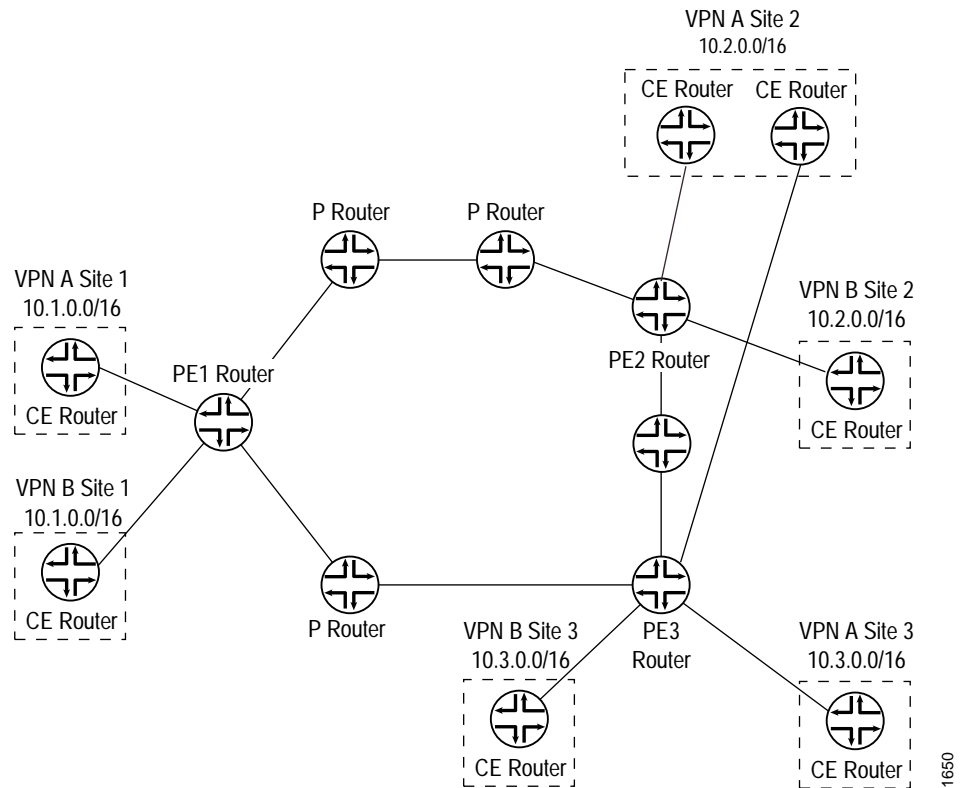 VPN A Site 2
10.2.0.0/16
CE Router
CE Router
P Router
P Router
VPN A Site 1
10.1.0.0/16
CE Router
PE1 Router
PE2 Router
VPN B Site 2
10.2.0.0/16
CE Router
VPN B Site 1
10.1.0.0/16
CE Router
P Router
VPN B Site 3
10.3.0.0/16
CE Router
PE3
Router
VPN A Site 3
10.3.0.0/16
CE Router
1650